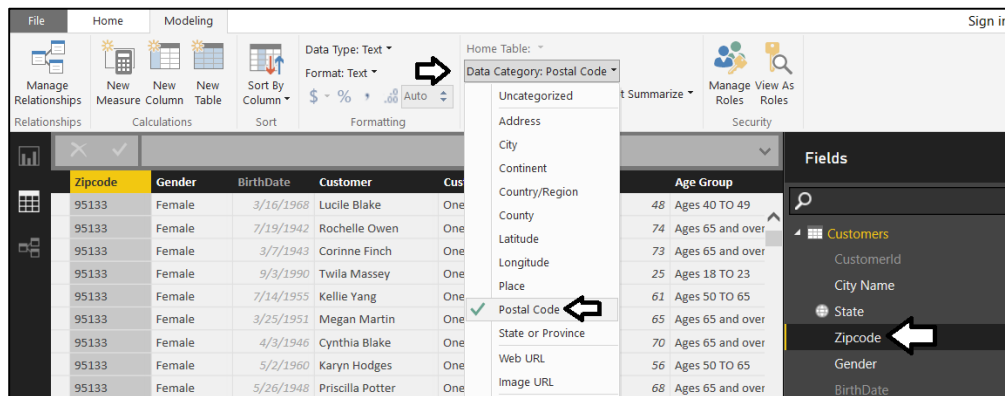 File Home Modeling Sign in
Manage Relationships
New Measure
New Column
New Table
Sort By Column
Data Type: Text
Format: Text
$ % , .00 Auto
Home Table:
Data Category: Postal Code
t Summarize
Manage Roles
View As Roles
Relationships Calculations Sort Formatting Security
Uncategorized
Address
City
Continent
Country/Region
County
Latitude
Longitude
Place
Postal Code
State or Province
Web URL
Image URL
Zipcode Gender BirthDate Customer Cus Age Group
95133 Female 3/16/1968 Lucile Blake One 48 Ages 40 TO 49
95133 Female 7/19/1942 Rochelle Owen One 74 Ages 65 and over
95133 Female 3/7/1943 Corinne Finch One 73 Ages 65 and over
95133 Female 9/3/1990 Twila Massey One 25 Ages 18 TO 23
95133 Female 7/14/1955 Kellie Yang One 61 Ages 50 TO 65
95133 Female 3/25/1951 Megan Martin One 65 Ages 65 and over
95133 Female 4/3/1946 Cynthia Blake One 70 Ages 65 and over
95133 Female 5/2/1960 Karyn Hodges One 56 Ages 50 TO 65
95133 Female 5/26/1948 Priscilla Potter One 68 Ages 65 and over
Fields
Customers
CustomerId
City Name
State
Zipcode
Gender
BirthDate